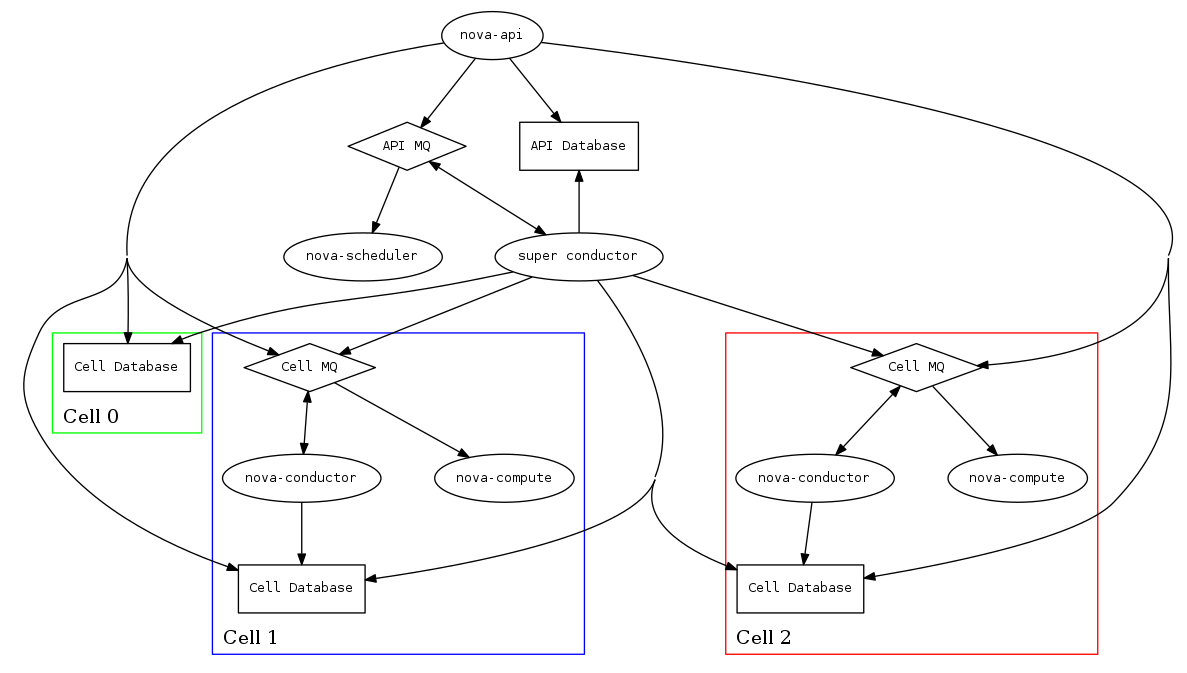 nova-api
API MQ
API Database
nova-scheduler
super conductor
Cell Database
Cell 0
Cell MQ
nova-conductor
nova-compute
Cell Database
Cell 1
Cell MQ
nova-conductor
nova-compute
Cell Database
Cell 2